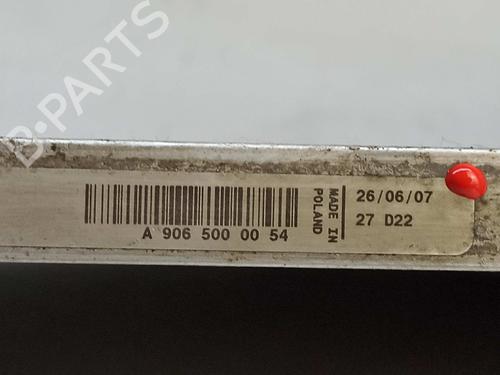 B-PARTS
A 906 500 00 54
MADE IN
POLAND
26/06/07
27 D22